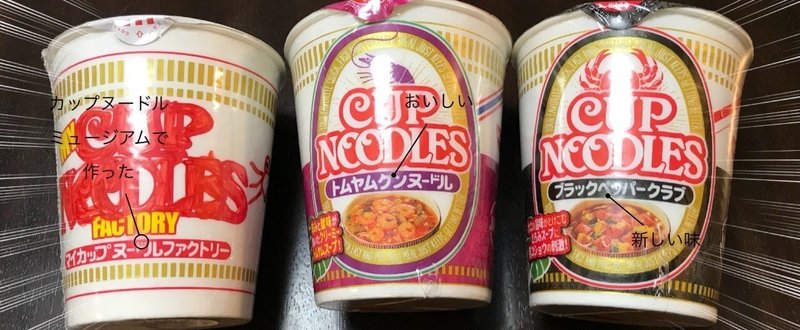 カップヌードル
ミュージアムで
作った
MY
CUP
NOODLES
FACTORY
マイカップヌードルファクトリー
おいしい
CUP
NOODLES
トムヤムクンヌードル
CUP
NOODLES
ブラックペッパークラブ
新しい味